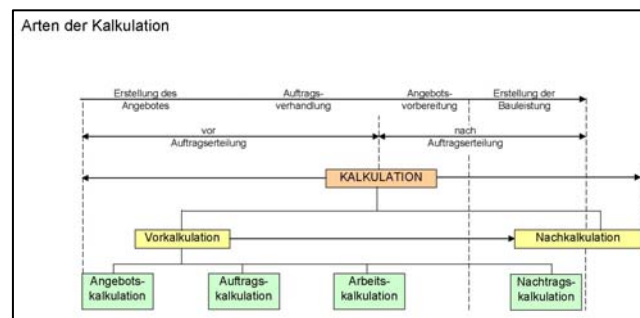 Arten der Kalkulation
Erstellung des
Angebotes
Auftrags-
verhandlung
Angebots-
vorbereitung
Erstellung der
Bauleistung
vor
Auftragserteilung
nach
Auftragserteilung
KALKULATION
Vorkalkulation
Nachkalkulation
Angebots-
kalkulation
Auftrags-
kalkulation
Arbeits-
kalkulation
Nachtrags-
kalkulation